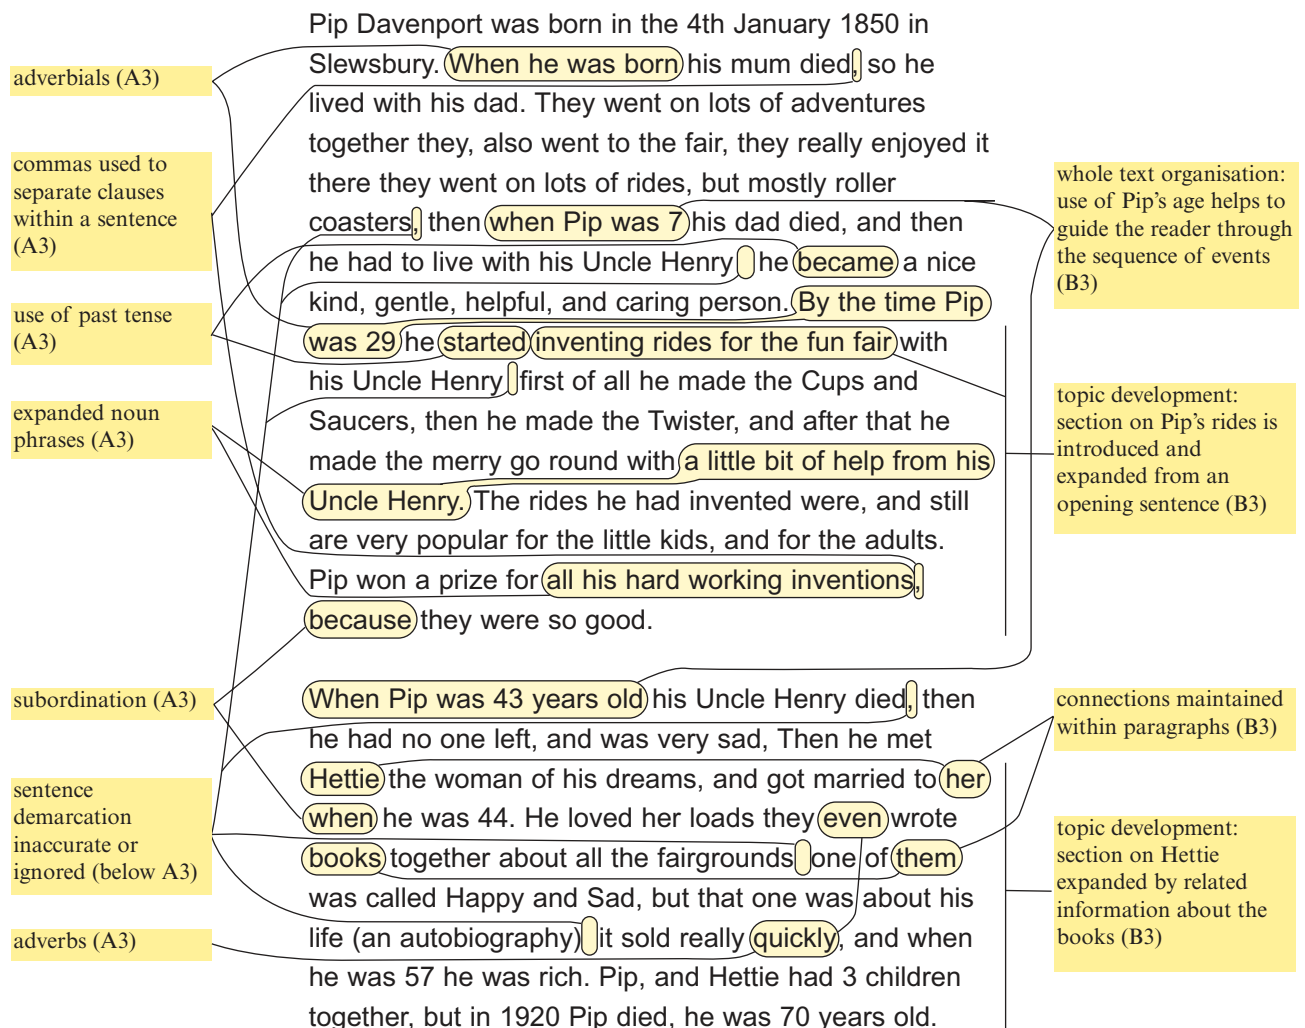 adverbials (A3)
commas used to
separate clauses
within a sentence
(A3)
use of past tense
(A3)
expanded noun
phrases (A3)
subordination (A3)
sentence
demarcation
inaccurate or
ignored (below A3)
adverbs (A3)
Pip Davenport was born in the 4th January 1850 in
Slewsbury. When he was born his mum died, so he
lived with his dad. They went on lots of adventures
together they, also went to the fair, they really enjoyed it
there they went on lots of rides, but mostly roller
coasters, then when Pip was 7 his dad died, and then
he had to live with his Uncle Henry he became a nice
kind, gentle, helpful, and caring person. By the time Pip
was 29 he started inventing rides for the fun fair with
his Uncle Henry first of all he made the Cups and
Saucers, then he made the Twister, and after that he
made the merry go round with a little bit of help from his
Uncle Henry. The rides he had invented were, and still
are very popular for the little kids, and for the adults.
Pip won a prize for all his hard working inventions,
because they were so good.
When Pip was 43 years old his Uncle Henry died, then
he had no one left, and was very sad, Then he met
Hettie the woman of his dreams, and got married to her
when he was 44. He loved her loads they even wrote
books together about all the fairgrounds one of them
was called Happy and Sad, but that one was about his
life (an autobiography) it sold really quickly, and when
he was 57 he was rich. Pip, and Hettie had 3 children
together, but in 1920 Pip died, he was 70 years old.
whole text organisation:
use of Pip's age helps to
guide the reader through
the sequence of events
(B3)
topic development:
section on Pip's rides is
introduced and
expanded from an
opening sentence (B3)
connections maintained
within paragraphs (B3)
topic development:
section on Hettie
expanded by related
information about the
books (B3)